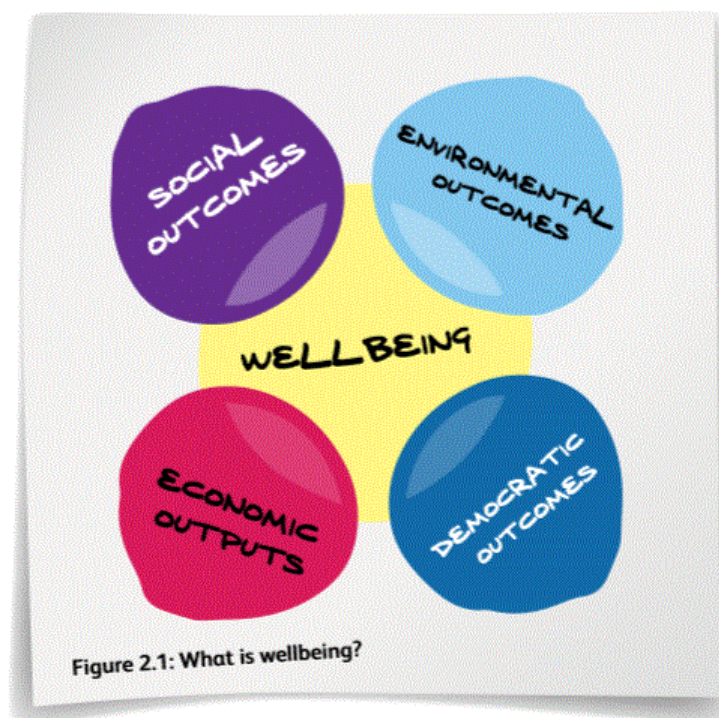 SOCIAL
OUTCOMES
ENVIRONMENTAL
OUTCOMES
WELLBEING
ECONOMIC
OUTPUTS
DEMOCRATIC
OUTCOMES
Figure 2.1: What is wellbeing?